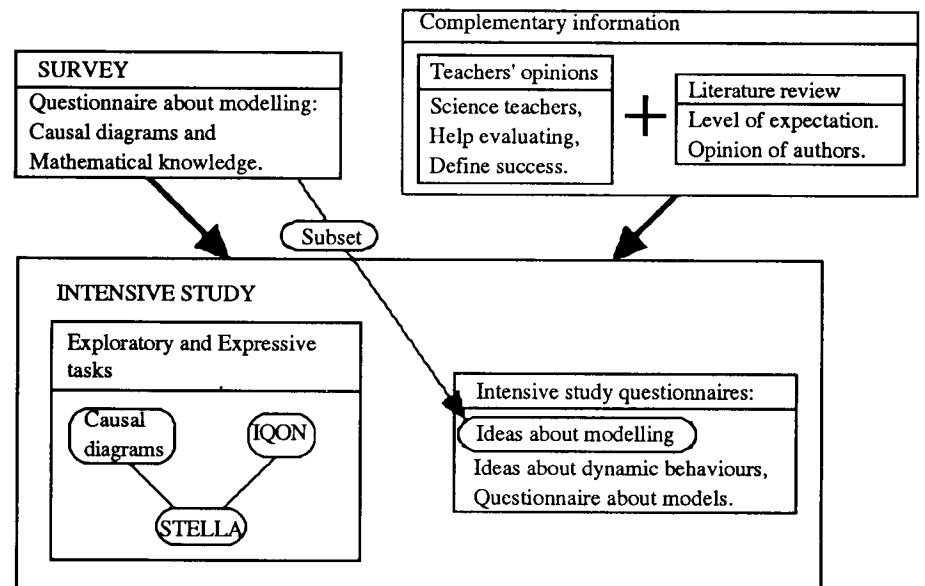 SURVEY
Questionnaire about modelling:
Causal diagrams and
Mathematical knowledge.
Complementary information
Teachers' opinions
Science teachers,
Help evaluating,
Define success.
+
Literature review
Level of expectation.
Opinion of authors.
Subset
INTENSIVE STUDY
Exploratory and Expressive
tasks
Causal
diagrams
IQON
STELLA
Intensive study questionnaires:
Ideas about modelling
Ideas about dynamic behaviours,
Questionnaire about models.